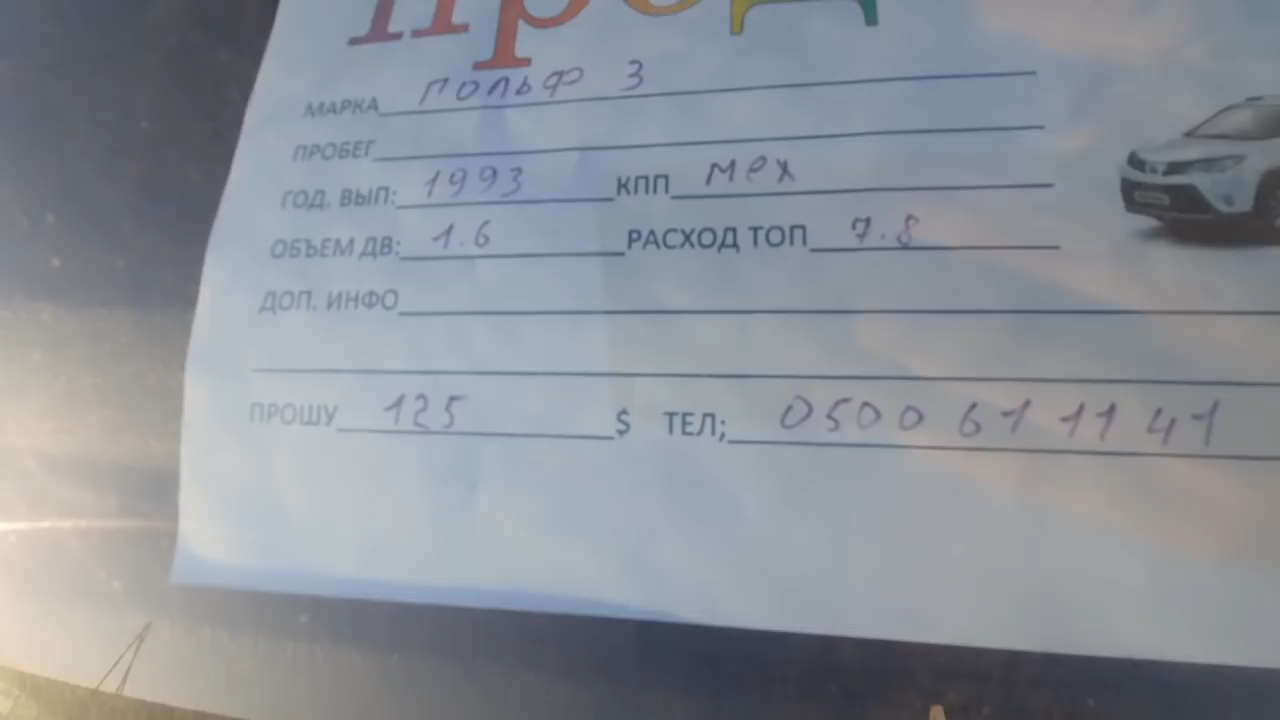 прод
МАРКА гольф 3
ПРОБЕГ
ГОД. ВЫП: 1993 КПП мех
ОБЪЕМ ДВ: 1.6 РАСХОД ТОП 7.8
ДОП. ИНФО
ПРОШУ 125 $ ТЕЛ; 0500 61 11 41